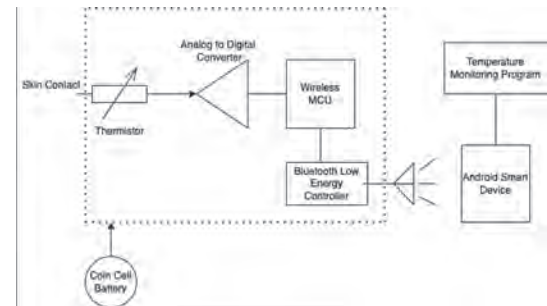 Analog to Digital
Converter
Skin Contact
Thermistor
Wireless
MCU
Bluetooth Low
Energy
Controller
Temperature
Monitoring Program
Android Smart
Device
Coin Cell
Battery